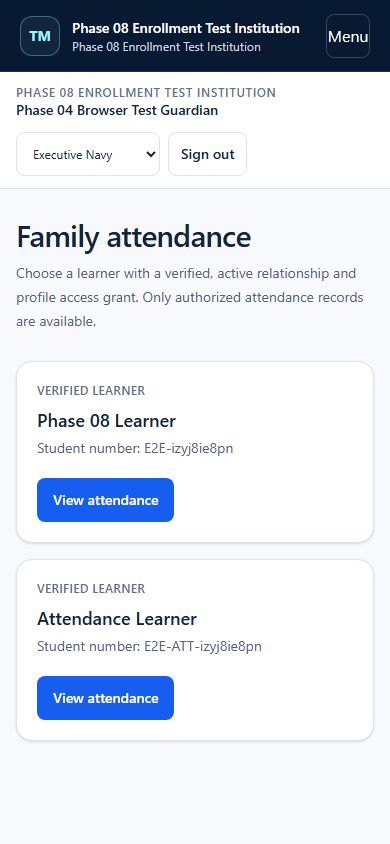 TM
Phase 08 Enrollment Test Institution
Phase 08 Enrollment Test Institution
Menu
PHASE 08 ENROLLMENT TEST INSTITUTION
Phase 04 Browser Test Guardian
Executive Navy
Sign out
Family attendance
Choose a learner with a verified, active relationship and
profile access grant. Only authorized attendance records
are available.
VERIFIED LEARNER
Phase 08 Learner
Student number: E2E-izyj8ie8pn
View attendance
VERIFIED LEARNER
Attendance Learner
Student number: E2E-ATT-izyj8ie8pn
View attendance